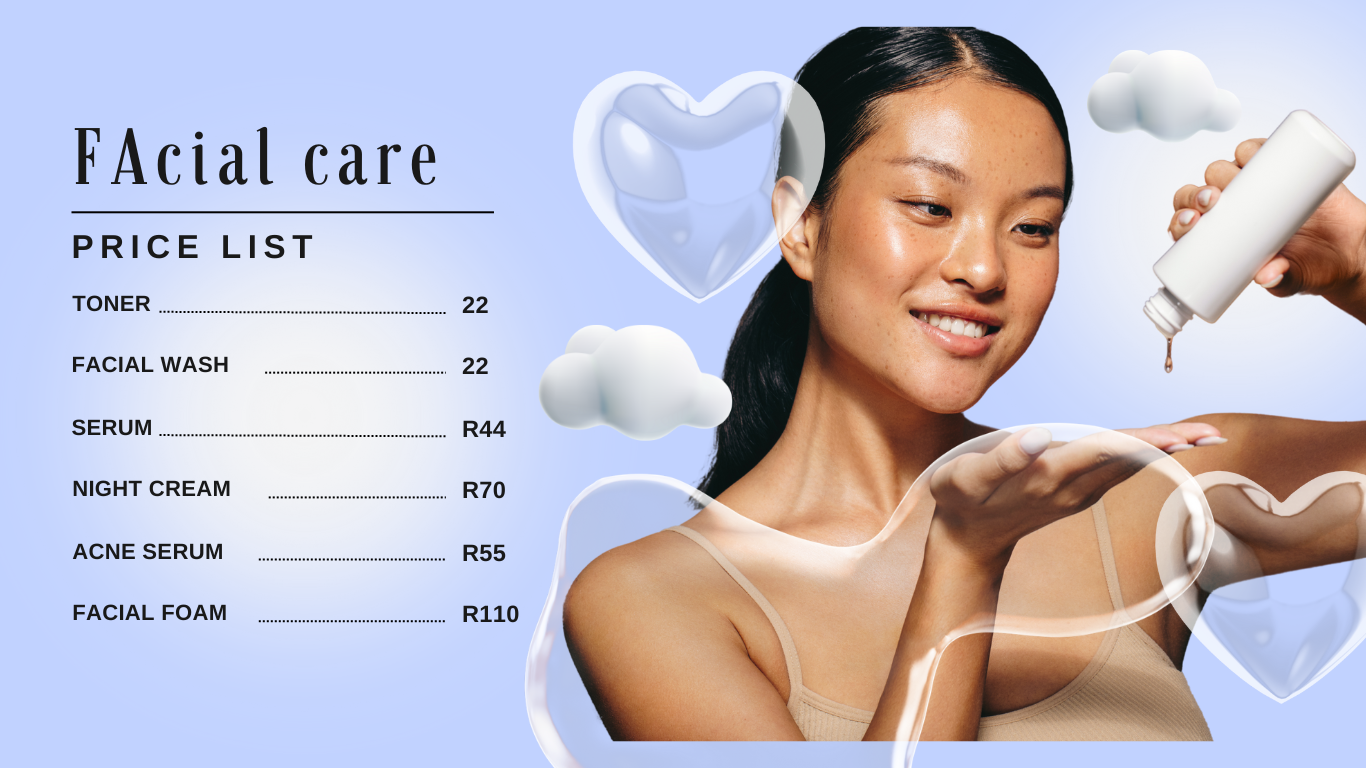 FAcial care
PRICE LIST
TONER ........................ 22
FACIAL WASH ........................ 22
SERUM ........................ R44
NIGHT CREAM ........................ R70
ACNE SERUM ........................ R55
FACIAL FOAM ........................ R110